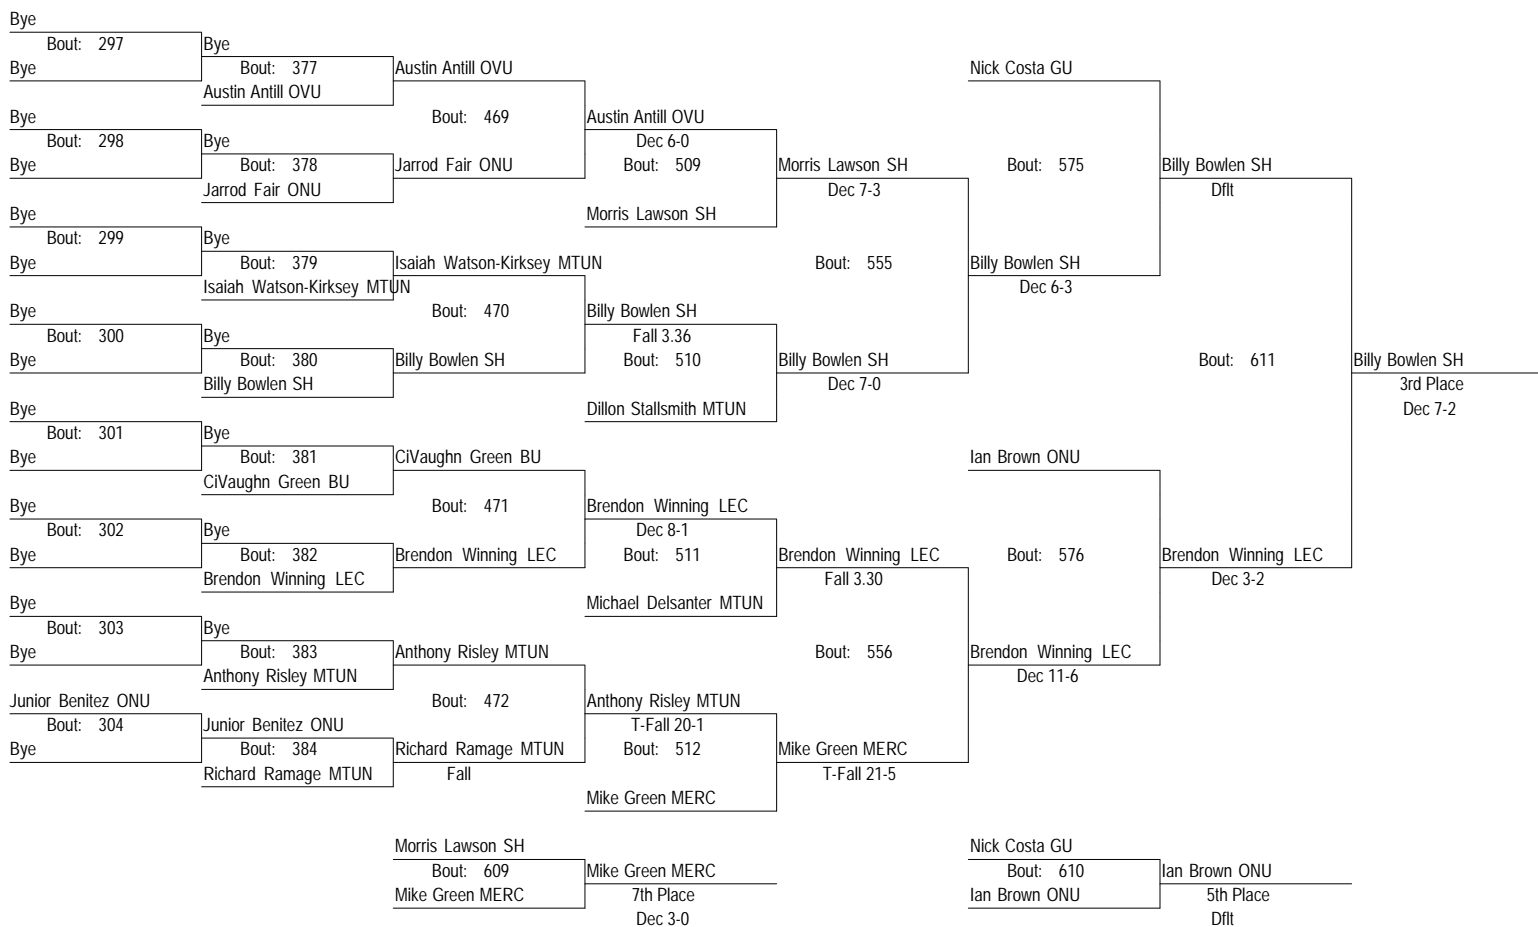 Bye
Bout: 297 Bye
Bye Bout: 377 Austin Antill OVU Nick Costa GU
Austin Antill OVU
Bye Bout: 469 Austin Antill OVU
Bout: 298 Bye Dec 6-0
Bye Bout: 378 Jarrod Fair ONU Bout: 509 Morris Lawson SH Bout: 575 Billy Bowlen SH
Jarrod Fair ONU Dec 7-3 Dflt
Bye Morris Lawson SH
Bout: 299 Bye
Bye Bout: 379 Isaiah Watson-Kirksey MTUN Bout: 555 Billy Bowlen SH
Isaiah Watson-Kirksey MTUN Dec 6-3
Bye Bout: 470 Billy Bowlen SH
Bout: 300 Bye Fall 3.36
Bye Bout: 380 Billy Bowlen SH Bout: 510 Billy Bowlen SH Bout: 611 Billy Bowlen SH
Billy Bowlen SH Dec 7-0 3rd Place
Bye Dillon Stallsmith MTUN Dec 7-2
Bout: 301 Bye
Bye Bout: 381 CiVaughn Green BU Ian Brown ONU
CiVaughn Green BU
Bye Bout: 471 Brendon Winning LEC
Bout: 302 Bye Dec 8-1
Bye Bout: 382 Brendon Winning LEC Bout: 511 Brendon Winning LEC Bout: 576 Brendon Winning LEC
Brendon Winning LEC Fall 3.30 Dec 3-2
Bye Michael Delsanter MTUN
Bout: 303 Bye
Bye Bout: 383 Anthony Risley MTUN Bout: 556 Brendon Winning LEC
Anthony Risley MTUN Dec 11-6
Junior Benitez ONU Bout: 472 Anthony Risley MTUN
Bout: 304 Junior Benitez ONU T-Fall 20-1
Bye Bout: 384 Richard Ramage MTUN Bout: 512 Mike Green MERC
Richard Ramage MTUN Fall T-Fall 21-5
Mike Green MERC
Morris Lawson SH Nick Costa GU
Bout: 609 Mike Green MERC Bout: 610 Ian Brown ONU
Mike Green MERC 7th Place Ian Brown ONU 5th Place
Dec 3-0 Dflt